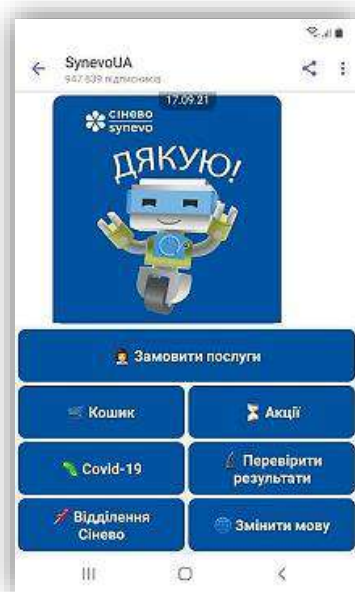 SynevoUA
947 639 підписників
17.09.21
сінево
synevo
ДЯКУЮ!
Замовити послуги
Кошик
Акції
Covid-19
Перевірити
результати
Відділення
Сінево
Змінити мову